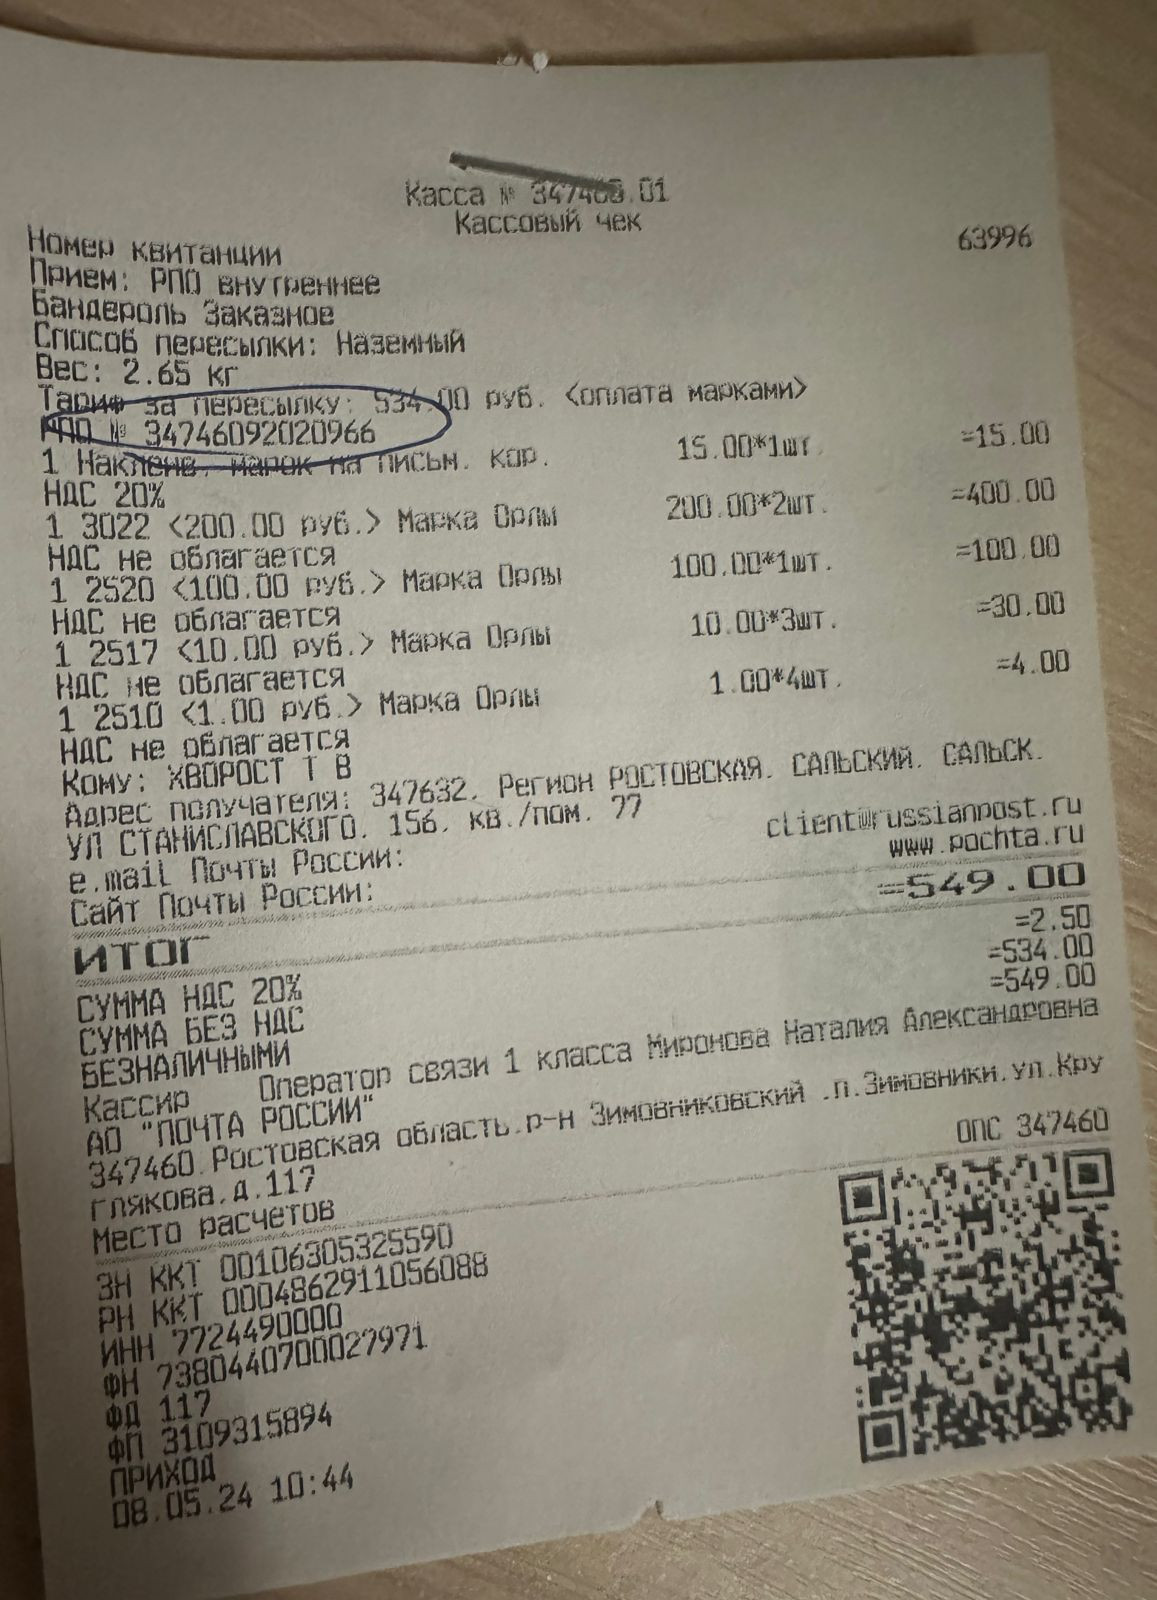 Касса № 347460.01
Кассовый чек
Номер квитанции 63996
Прием: РПО внутреннее
Бандероль Заказное
Способ пересылки: Наземный
Вес: 2.65 кг
Тариф за пересылку: 534.00 руб. <оплата марками>
РПО № 34746092020966
1 Наклеив. марок на письм. кор. 15.00*1шт. =15.00
НДС 20%
1 3022 <200.00 руб.> Марка Орлы 200.00*2шт. =400.00
НДС не облагается
1 2520 <100.00 руб.> Марка Орлы 100.00*1шт. =100.00
НДС не облагается
1 2517 <10.00 руб.> Марка Орлы 10.00*3шт. =30.00
НДС не облагается
1 2510 <1.00 руб.> Марка Орлы 1.00*4шт. =4.00
НДС не облагается
Кому: ХВОРОСТ Т В
Адрес получателя: 347632, Регион РОСТОВСКАЯ, САЛЬСКИЙ, САЛЬСК,
УЛ СТАНИСЛАВСКОГО, 156, кв./пом. 77
e.mail Почты России: client@russianpost.ru
Сайт Почты России: www.pochta.ru
ИТОГ =549.00
СУММА НДС 20% =2.50
СУММА БЕЗ НДС =534.00
БЕЗНАЛИЧНЫМИ =549.00
Кассир Оператор связи 1 класса Миронова Наталия Александровна
АО "ПОЧТА РОССИИ"
347460,Ростовская область,р-н Зимовниковский ,п.Зимовники,ул.Кру
глякова,д.117
Место расчетов ОПС 347460
ЗН ККТ 00106305325590
РН ККТ 0004862911056088
ИНН 7724490000
ФН 7380440700027971
ФД 117
ФП 3109315894
ПРИХОД
08.05.24 10:44